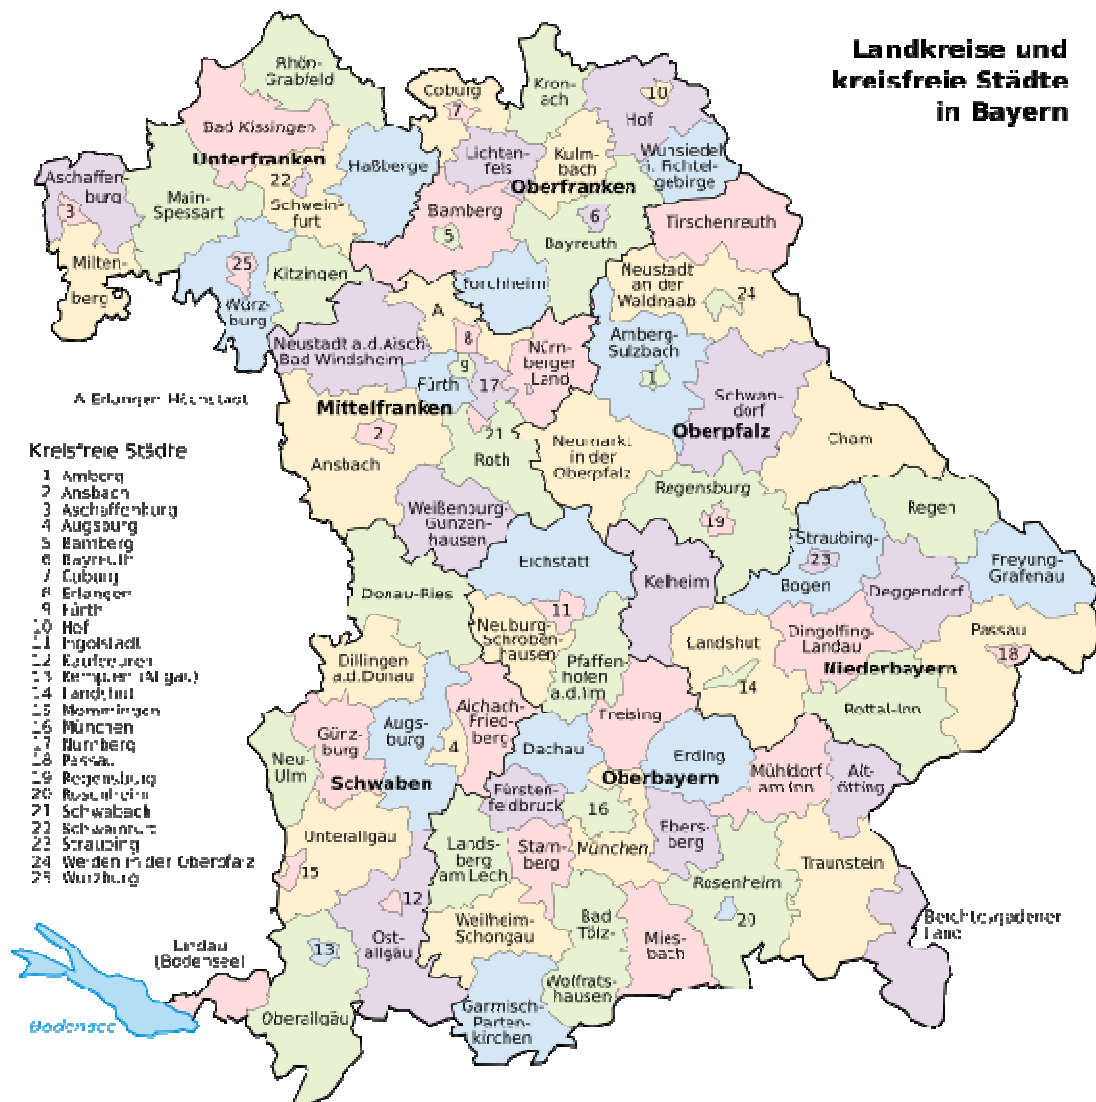 Landkreise und
kreisfreie Städte
in Bayern
Rhön-
Grabfeld
Bad Kissingen
Unterfranken
22
Schwein-
furt
Haßberge
Aschaffen-
burg
3
Main-
Spessart
Milten-
berg
25
Würz-
burg
Kitzingen
Coburg
7
Kron-
ach
10
Hof
Lichten-
fels
Kulm-
bach
Wunsiedel
i. Fichtel-
gebirge
Oberfranken
Bamberg
5
6
Bayreuth
Forchheim
Tirschenreuth
Neustadt
an der
Waldnaab
24
Amberg-
Sulzbach
1
Schwan-
dorf
Oberpfalz
Cham
Neumarkt
in der
Oberpfalz
Regensburg
19
A
8
9
Fürth
17
Nürn-
berger
Land
Neustadt a.d.Aisch-
Bad Windsheim
Mittelfranken
2
Ansbach
21
Roth
Weißenburg-
Gunzen-
hausen
A Erlangen-Höchstadt
Kreisfreie Städte
1 Amberg
2 Ansbach
3 Aschaffenburg
4 Augsburg
5 Bamberg
6 Bayreuth
7 Coburg
8 Erlangen
9 Fürth
10 Hof
11 Ingolstadt
12 Kaufbeuren
13 Kempten (Allgäu)
14 Landshut
15 Memmingen
16 München
17 Nürnberg
18 Passau
19 Regensburg
20 Rosenheim
21 Schwabach
22 Schweinfurt
23 Straubing
24 Weiden in der Oberpfalz
25 Würzburg
Regen
Straubing-
23
Bogen
Deggendorf
Freyung-
Grafenau
Passau
18
Kelheim
Landshut
14
Dingolfing-
Landau
Niederbayern
Rottal-Inn
Eichstätt
11
Neuburg-
Schroben-
hausen
Pfaffen-
hofen
a.d.Ilm
Freising
Dachau
Erding
Oberbayern
Mühldorf
am Inn
Alt-
ötting
Fürsten-
feldbruck
16
München
Ebers-
berg
Starn-
berg
Lands-
berg
am Lech
Weilheim-
Schongau
Bad
Tölz-
Wolfrats-
hausen
Mies-
bach
Rosenheim
20
Traunstein
Berchtesgadener
Land
Garmisch-
Parten-
kirchen
Donau-Ries
Dillingen
a.d.Donau
Aichach-
Fried-
berg
Augs-
burg
4
Günz-
burg
Neu-
Ulm
Schwaben
Unterallgäu
15
12
Ost-
allgäu
13
Oberallgäu
Lindau
(Bodensee)
Bodensee